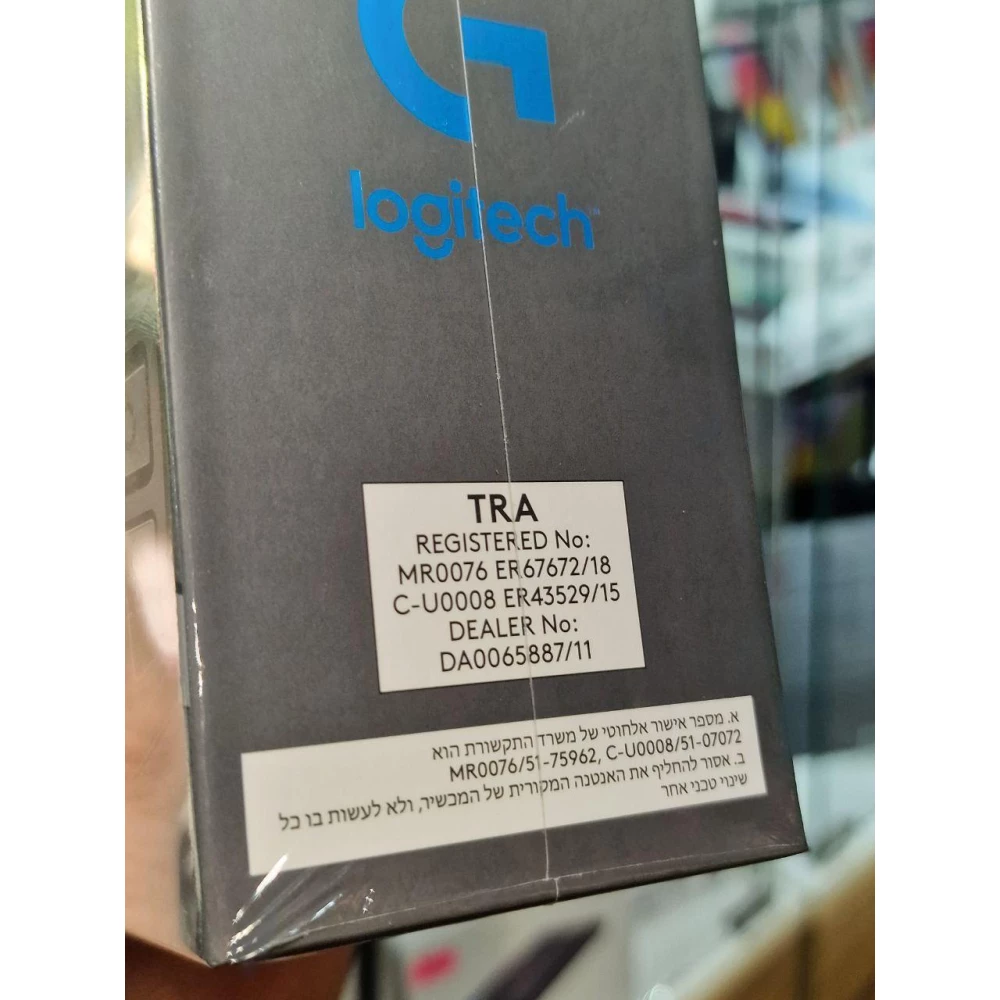 logitech
TRA
REGISTERED No:
MR0076 ER67672/18
C-U0008 ER43529/15
DEALER No:
DA0065887/11
א. מספר אישור אלחוטי של משרד התקשורת הוא
MR0076/51-75962, C-U0008/51-07072
ב. אסור להחליף את האנטנה המקורית של המכשיר, ולא לעשות בו כל
שינוי טכני אחר